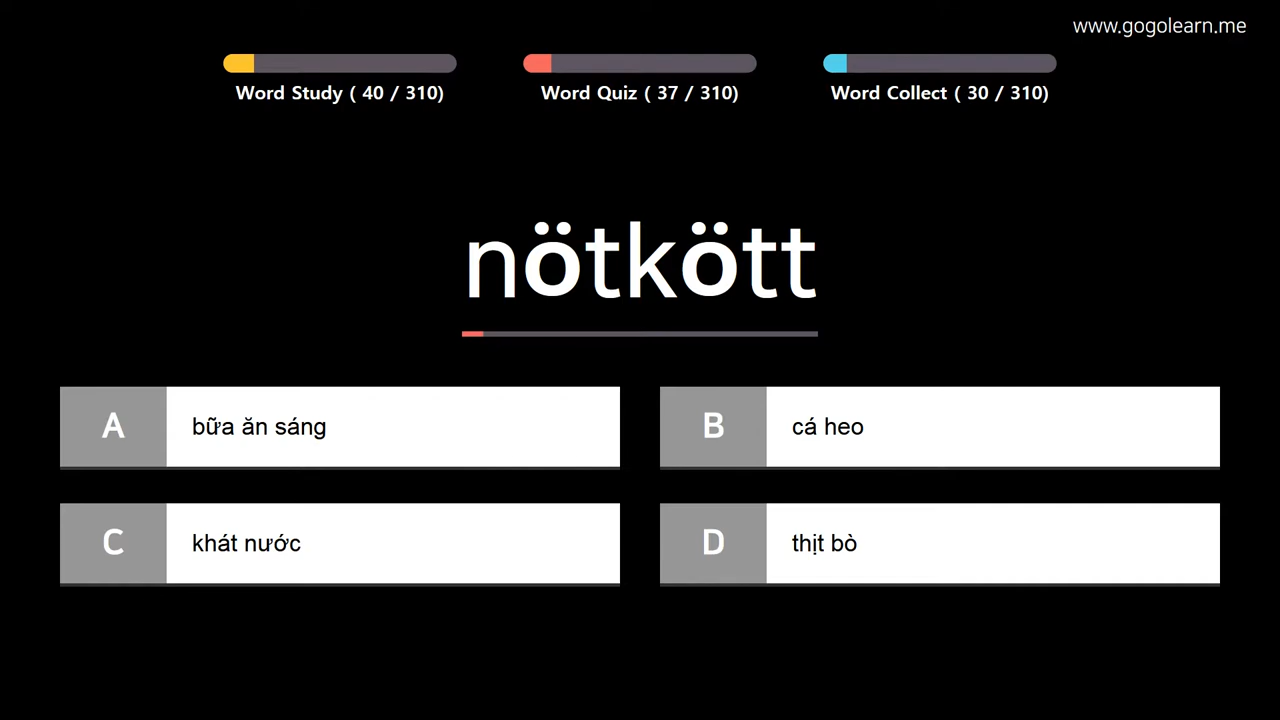 www.gogolearn.me
Word Study ( 40 / 310)
Word Quiz ( 37 / 310)
Word Collect ( 30 / 310)
nötkött
A bữa ăn sáng
B cá heo
C khát nước
D thịt bò